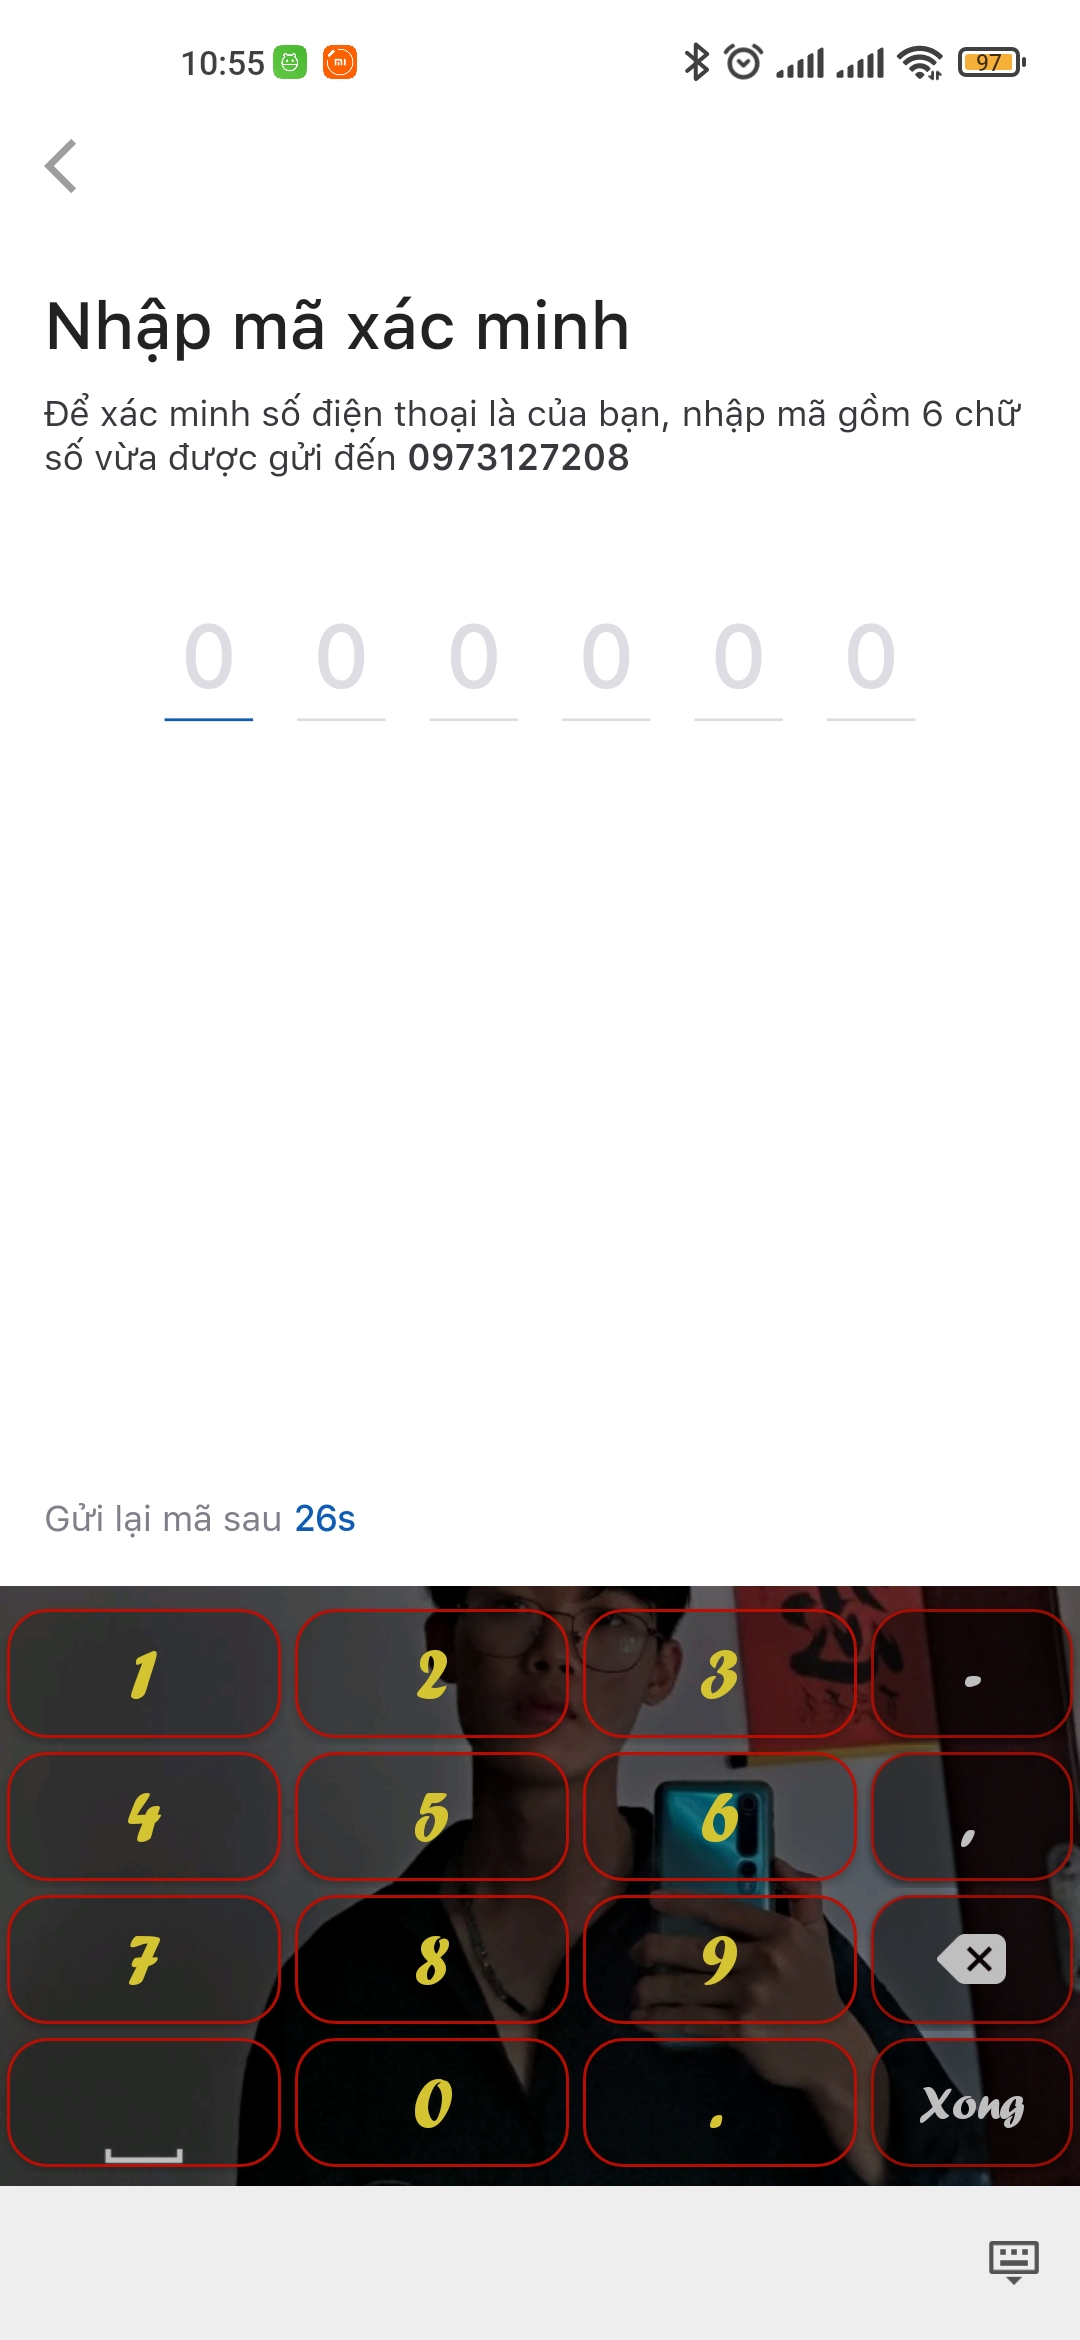 10:55
97
Nhập mã xác minh
Để xác minh số điện thoại là của bạn, nhập mã gồm 6 chữ
số vừa được gửi đến 0973127208
0 0 0 0 0 0
Gửi lại mã sau 26s
1 2 3 -
4 5 6 ,
7 8 9
0 . Xong